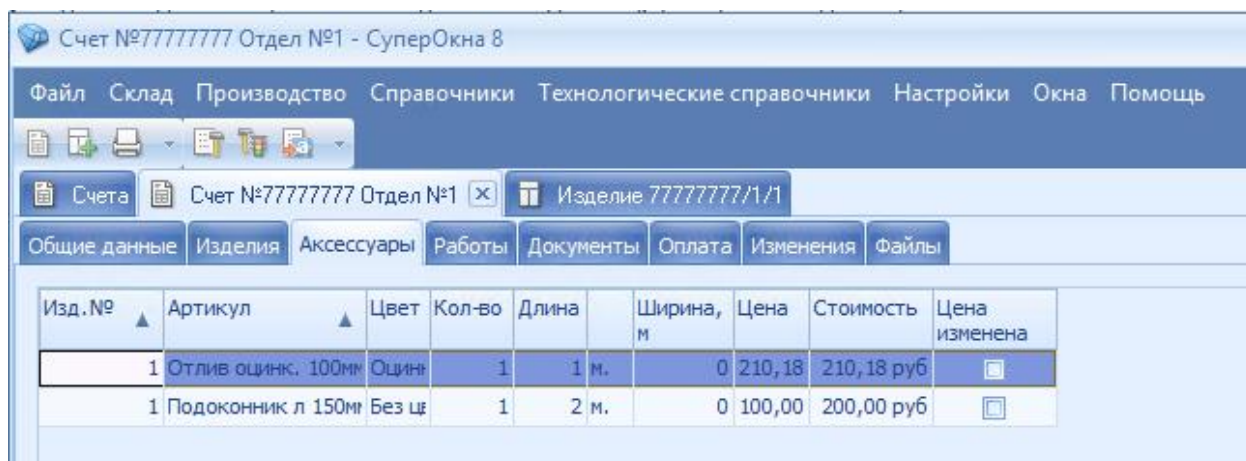 Счет №77777777 Отдел №1 - СуперОкна 8
Файл Склад Производство Справочники Технологические справочники Настройки Окна Помощь
Счета Счет №77777777 Отдел №1 Изделие 77777777/1/1
Общие данные Изделия Аксессуары Работы Документы Оплата Изменения Файлы
Изд.№ Артикул Цвет Кол-во Длина Ширина, Цена Стоимость Цена
м изменена
1 Отлив оцинк. 100мм Оцин 1 1 м. 0 210,18 210,18 руб
1 Подоконник л 150м Без ц 1 2 м. 0 100,00 200,00 руб